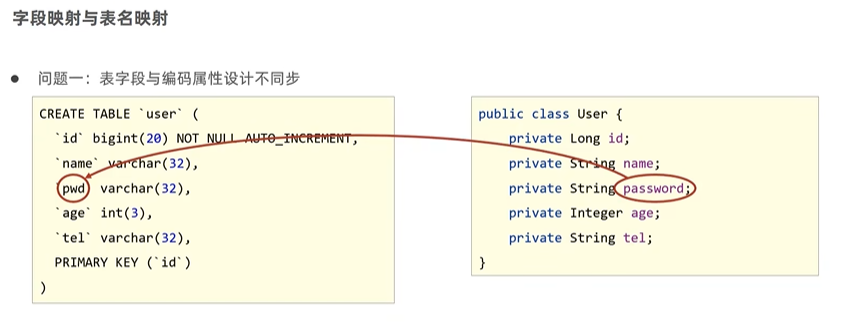 字段映射与表名映射
● 问题一：表字段与编码属性设计不同步
CREATE TABLE `user` (
`id` bigint(20) NOT NULL AUTO_INCREMENT,
`name` varchar(32),
`pwd` varchar(32),
`age` int(3),
`tel` varchar(32),
PRIMARY KEY (`id`)
)
public class User {
private Long id;
private String name;
private String password;
private Integer age;
private String tel;
}